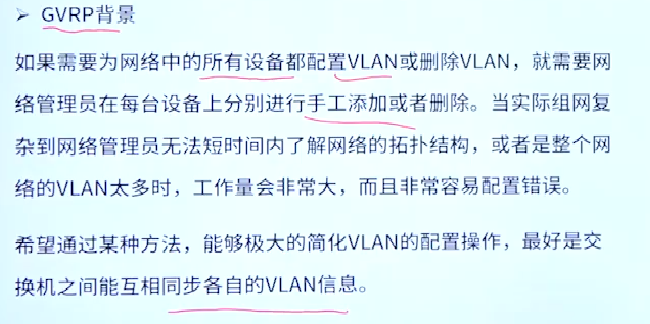 ➢ GVRP背景
如果需要为网络中的所有设备都配置VLAN或删除VLAN，就需要网
络管理员在每台设备上分别进行手工添加或者删除。当实际组网复
杂到网络管理员无法短时间内了解网络的拓扑结构，或者是整个网
络的VLAN太多时，工作量会非常大，而且非常容易配置错误。
希望通过某种方法，能够极大的简化VLAN的配置操作，最好是交
换机之间能互相同步各自的VLAN信息。